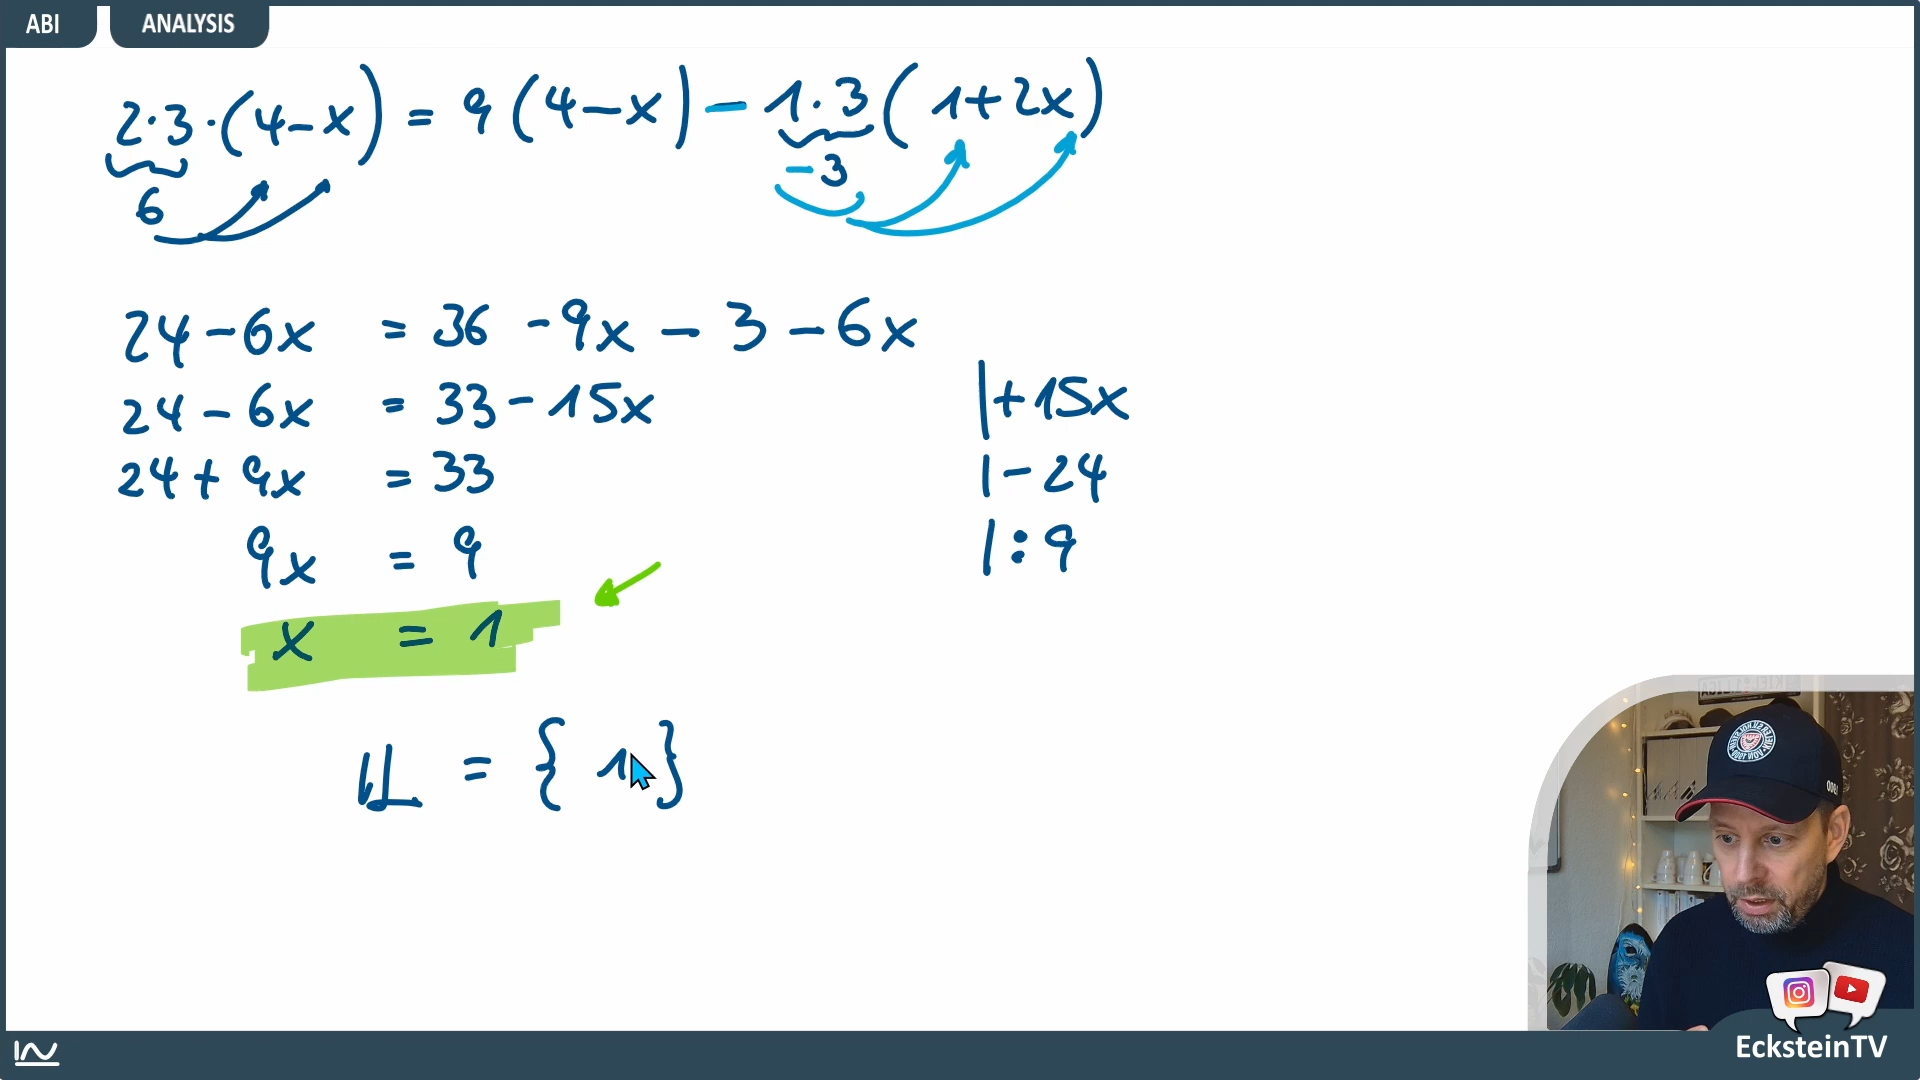 ABI
ANALYSIS
2·3·(4-x) = 9(4-x) - 1·3(1+2x)
6
-3
24-6x = 36-9x-3-6x
24-6x = 33-15x |+15x
24+9x = 33 |-24
9x = 9 |:9
x = 1
𝕃 = {1}
EcksteinTV